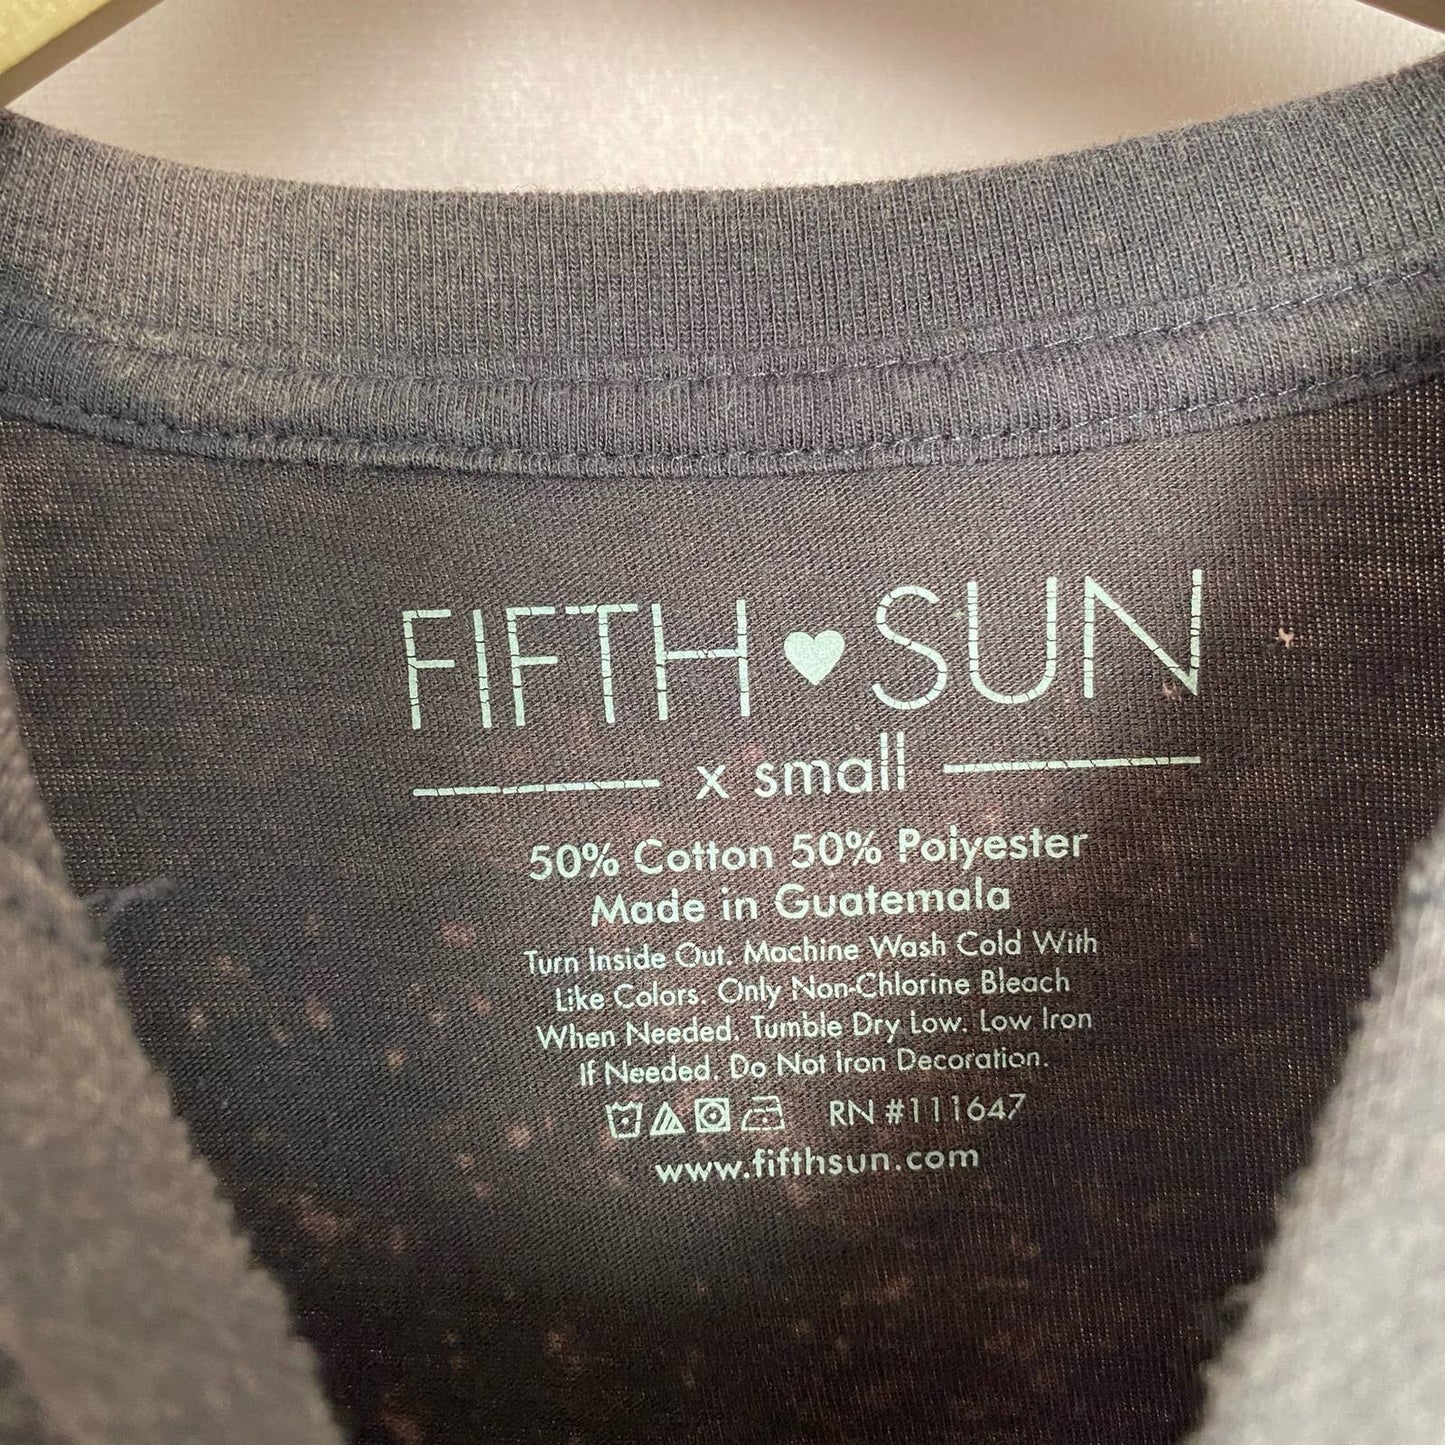 FIFTH SUN
x small
50% Cotton 50% Polyester
Made in Guatemala
Turn Inside Out. Machine Wash Cold With
Like Colors. Only Non-Chlorine Bleach
When Needed. Tumble Dry Low. Low Iron
If Needed. Do Not Iron Decoration.
RN #111647
www.fifthsun.com